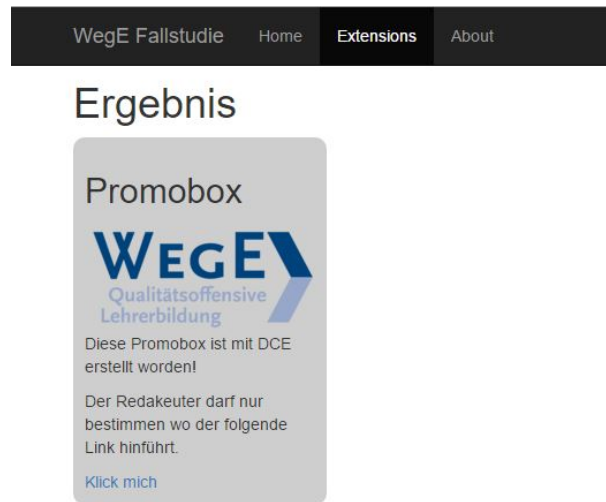 WegE Fallstudie Home Extensions About
Ergebnis
Promobox
WEGE
Qualitätsoffensive
Lehrerbildung
Diese Promobox ist mit DCE
erstellt worden!
Der Redakeuter darf nur
bestimmen wo der folgende
Link hinführt.
Klick mich